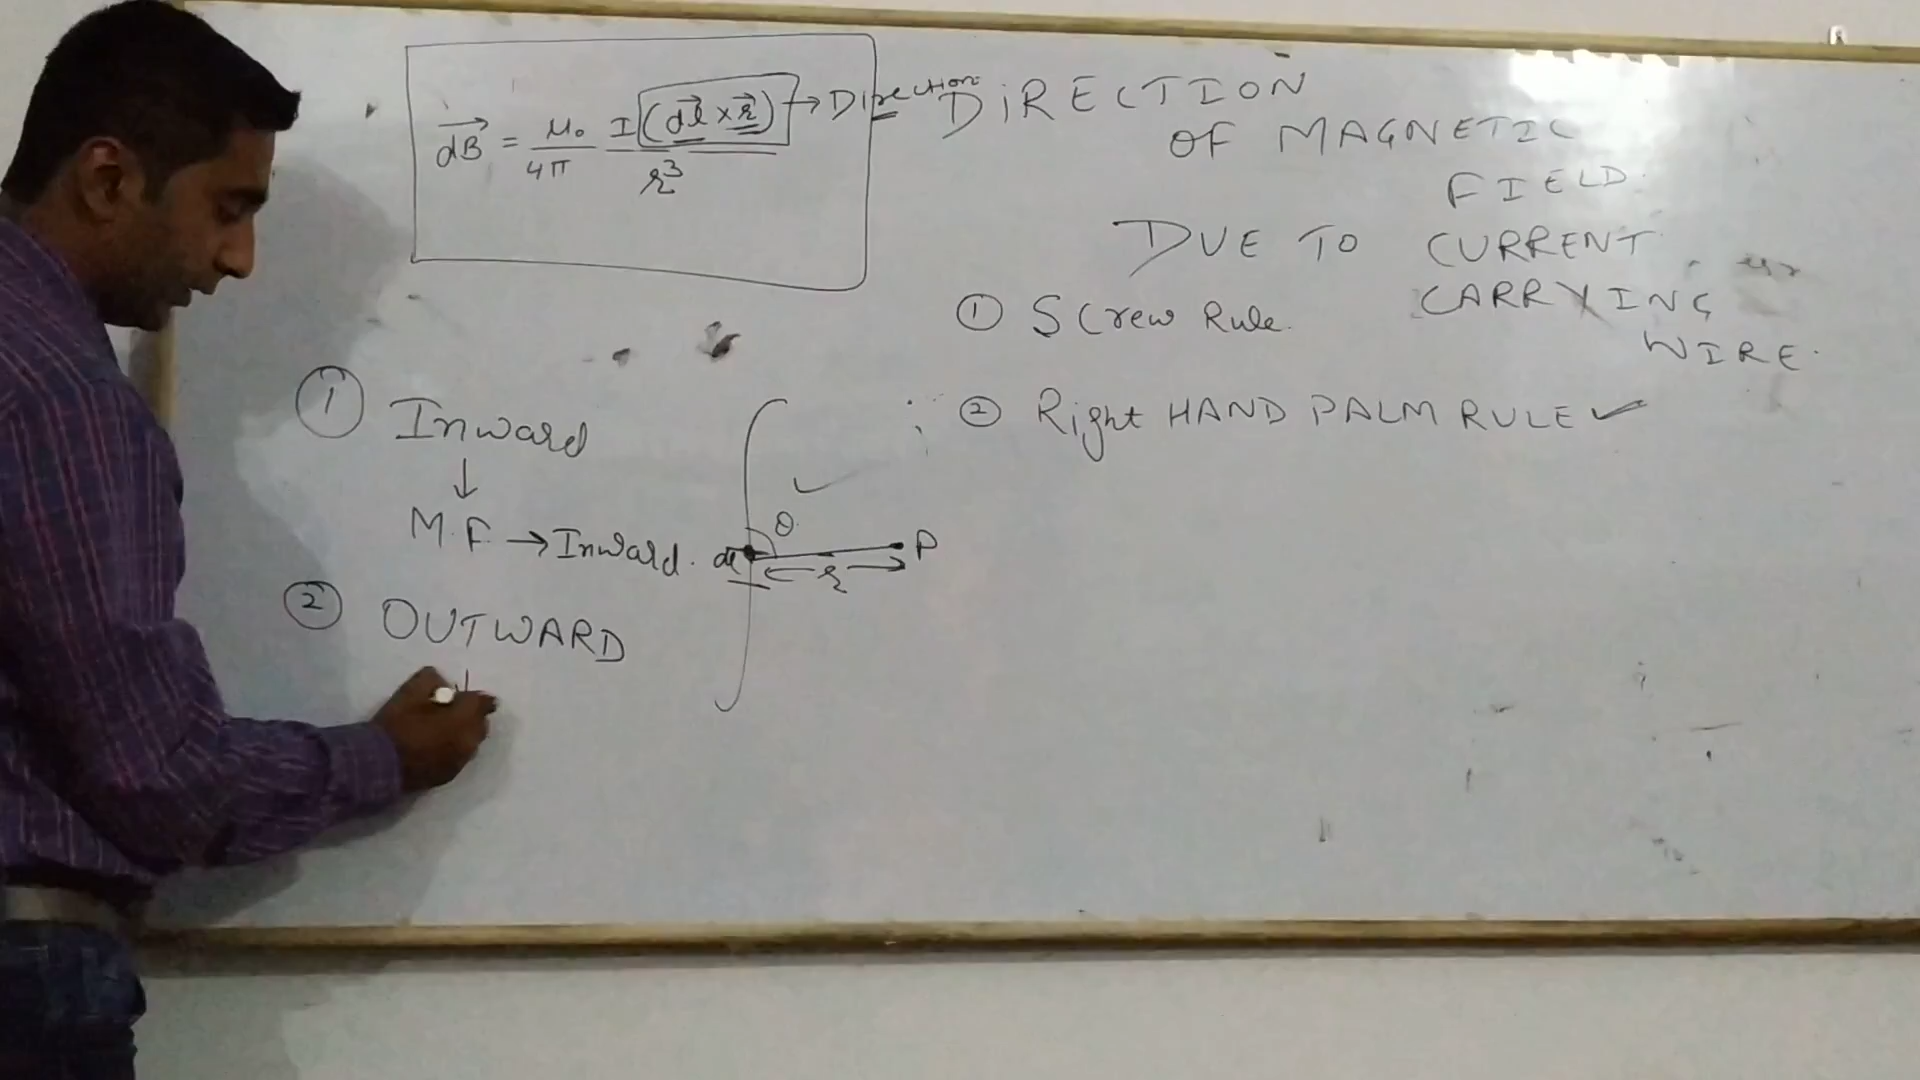 dB = μ₀ I (dl × r) → Direction
4π r³
DIRECTION
OF MAGNETIC
FIELD.
DUE TO CURRENT
CARRYING
WIRE.
① Screw Rule.
② Right HAND PALM RULE ✓
① Inward
↓
M.F. → Inward.
② OUTWARD
↓
θ
dl
r
P